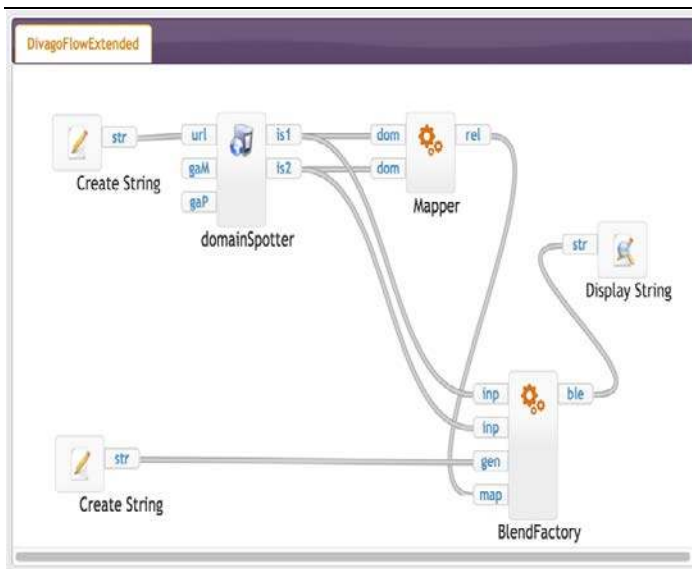 DivagoFlowExtended
str
Create String
url
gaM
gaP
is1
is2
domainSpotter
dom
dom
rel
Mapper
str
Display String
str
Create String
inp
inp
gen
map
ble
BlendFactory